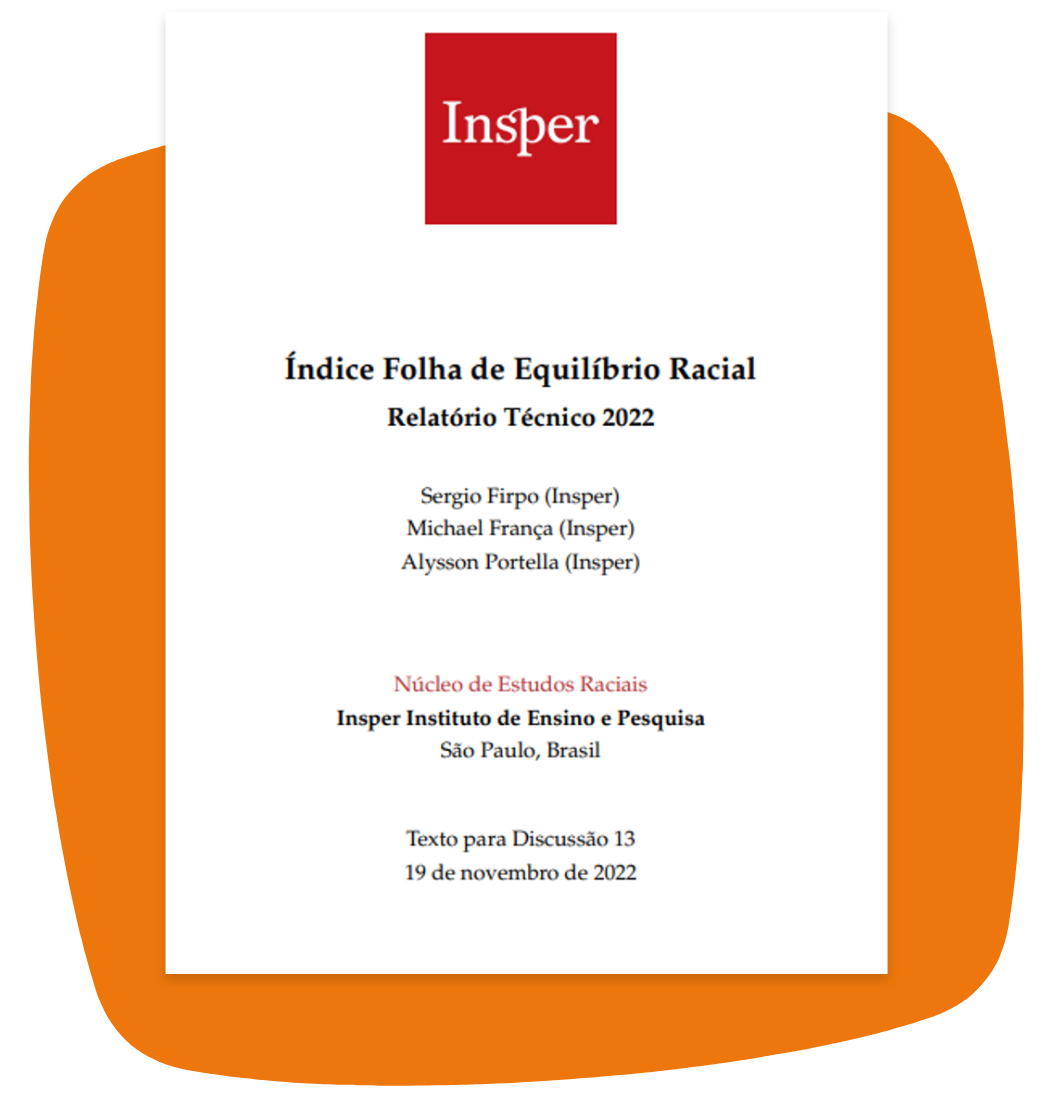 Insper
Índice Folha de Equilíbrio Racial
Relatório Técnico 2022
Sergio Firpo (Insper)
Michael França (Insper)
Alysson Portella (Insper)
Núcleo de Estudos Raciais
Insper Instituto de Ensino e Pesquisa
São Paulo, Brasil
Texto para Discussão 13
19 de novembro de 2022